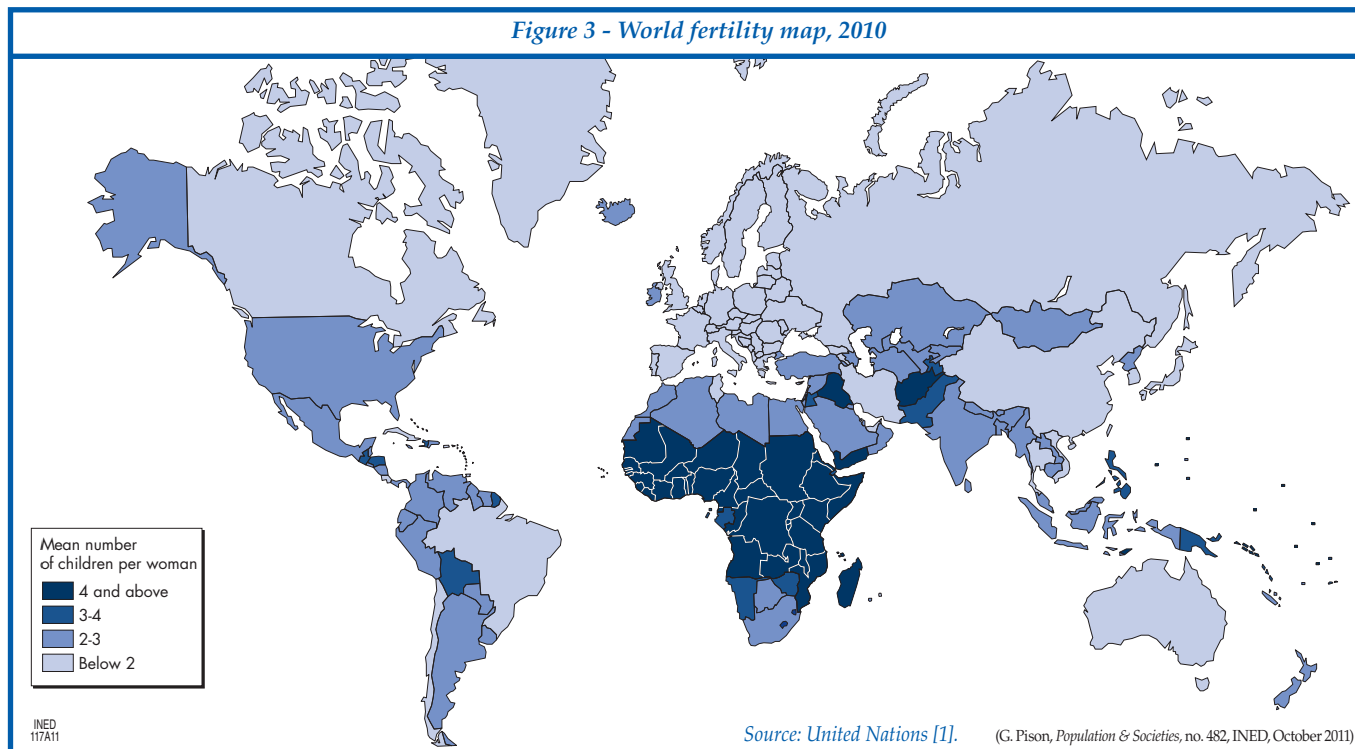 Figure 3 - World fertility map, 2010
Mean number
of children per woman
4 and above
3-4
2-3
Below 2
INED
117A11
Source: United Nations [1].
(G. Pison, Population & Societies, no. 482, INED, October 2011)